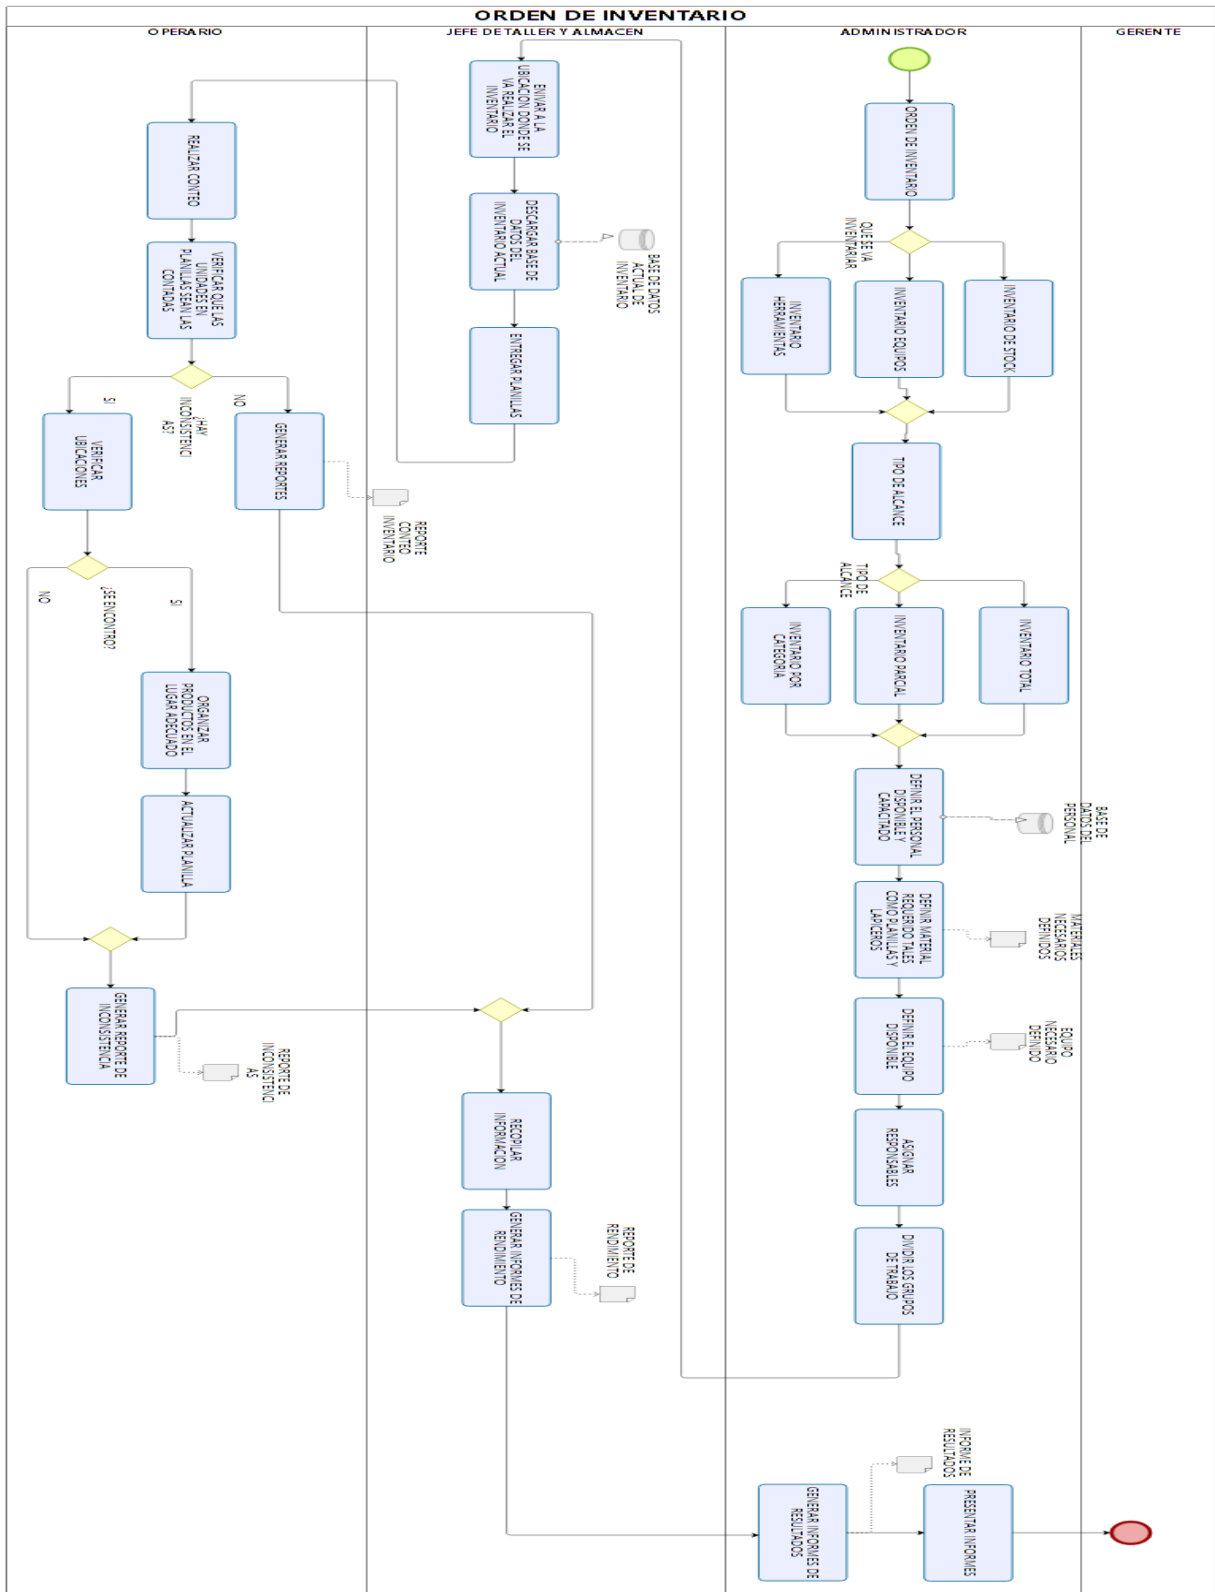 ORDEN DE INVENTARIO
OPERARIO
JEFE DE TALLER Y ALMACEN
ADMINISTRADOR
GERENTE
ORDEN DE INVENTARIO
QUE SE VA
INVENTARIAR
INVENTARIO DE STOCK
INVENTARIO EQUIPOS
INVENTARIO
HERRAMIENTAS
TIPO DE ALCANCE
TIPO DE
ALCANCE
INVENTARIO TOTAL
INVENTARIO PARCIAL
INVENTARIO POR
CATEGORIA
DEFINIR EL PERSONAL
DISPONIBLE Y
CAPACITADO
BASE DE
DATOS DEL
PERSONAL
DEFINIR MATERIAL
REQUERIDO TALES
COMO PLANILLAS Y
LAPICEROS
MATERIALES
NECESARIOS
DEFINIDOS
DEFINIR EL EQUIPO
DISPONIBLE
EQUIPO
NECESARIO
DEFINIDO
ASIGNAR
RESPONSABLES
DIVIDIR LOS GRUPOS
DE TRABAJO
ENIVAR A LA
UBICACION DONDE SE
VA REALIZAR EL
INVENTARIO
DESCARGAR BASE DE
DATOS DEL
INVENTARIO ACTUAL
BASE DE DATOS
ACTUAL DE
INVENTARIO
ENTREGAR PLANILLAS
REALIZAR CONTEO
VERIFICAR QUE LAS
UNIDADES EN
PLANILLAS SEAN LAS
CONTADAS
¿HAY
INCONSISTENCI
AS?
NO
SI
GENERAR REPORTES
REPORTE
CONTEO
INVENTARIO
VERIFICAR
UBICACIONES
¿SE ENCONTRO?
SI
NO
ORGANIZAR
PRODUCTOS EN EL
LUGAR ADECUADO
ACTUALIZAR PLANILLA
GENERAR REPORTE DE
INCONSISTENCIA
REPORTE DE
INCONSISTENCI
AS
RECOPILAR
INFORMACION
GENERAR INFORMES DE
RENDIMIENTO
REPORTE DE
RENDIMIENTO
GENERAR INFORMES DE
RESULTADOS
INFORME DE
RESULTADOS
PRESENTAR INFORMES